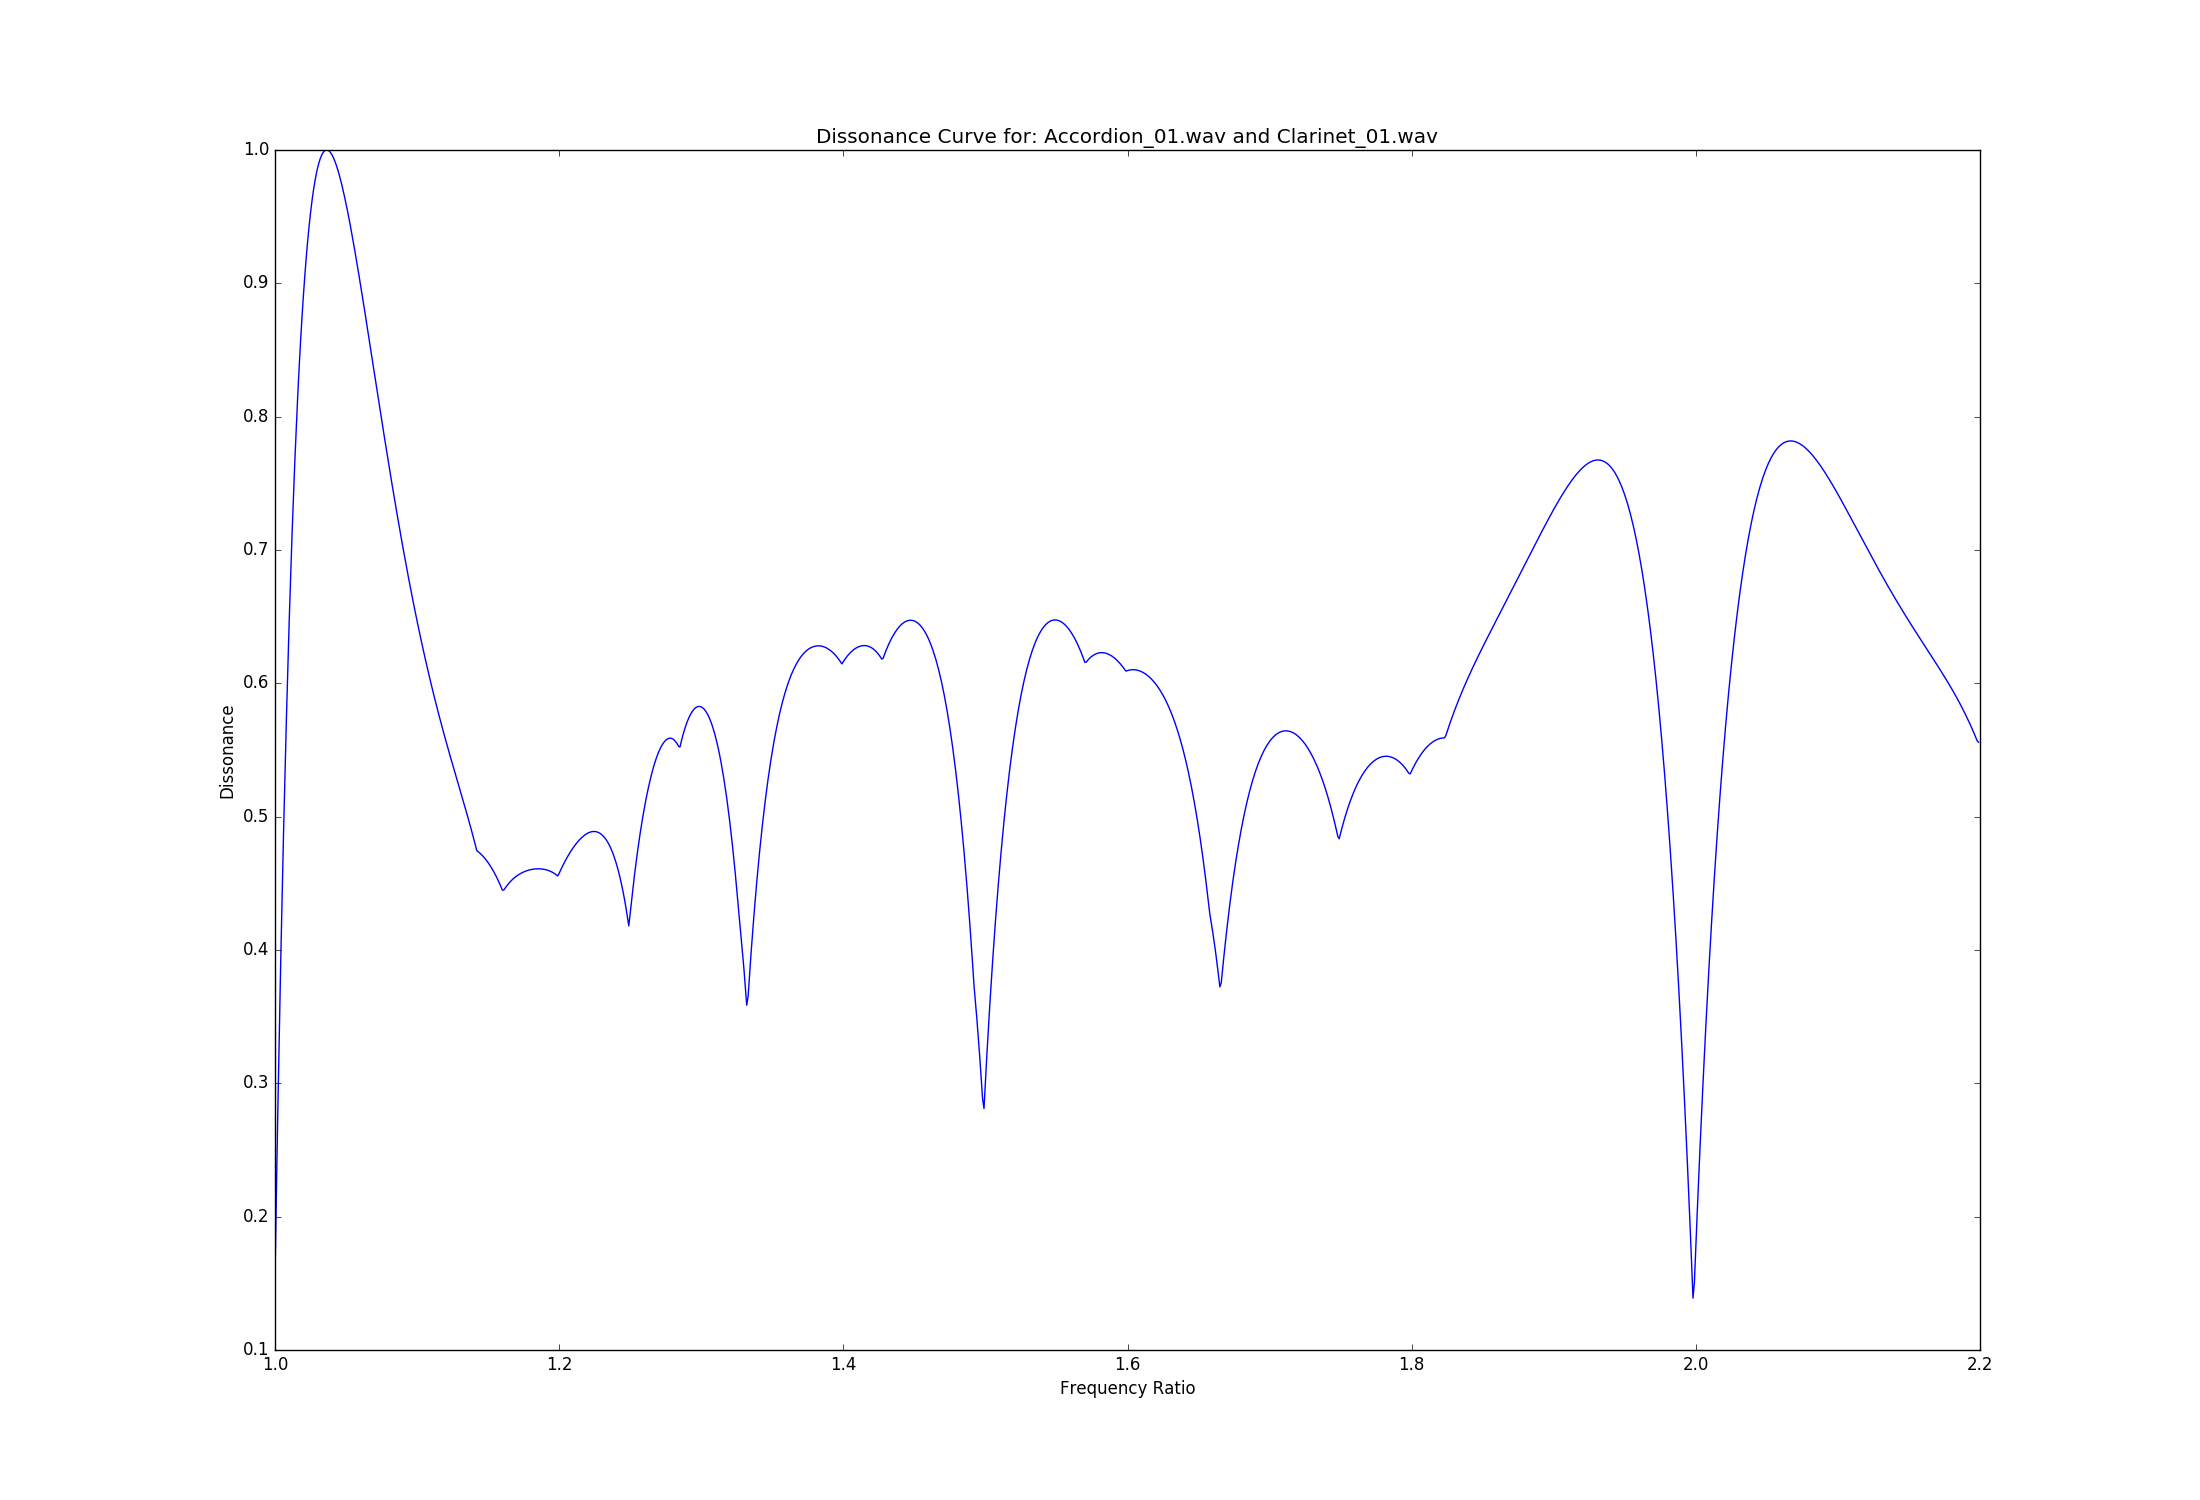 Dissonance Curve for: Accordion_01.wav and Clarinet_01.wav
1.0
0.9
0.8
0.7
0.6
0.5
0.4
0.3
0.2
0.1
Dissonance
1.0 1.2 1.4 1.6 1.8 2.0 2.2
Frequency Ratio